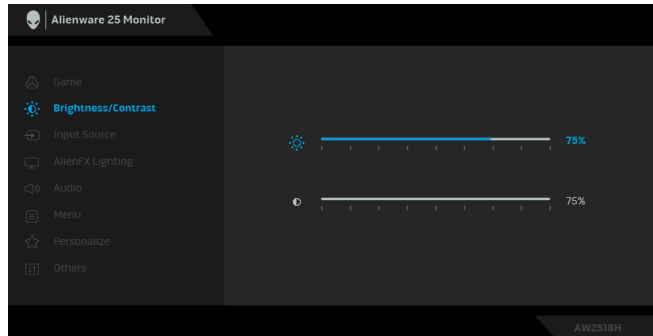 Alienware 25 Monitor
Game
Brightness/Contrast
Input Source
AlienFX Lighting
Audio
Menu
Personalize
Others
75%
75%
AW2518H